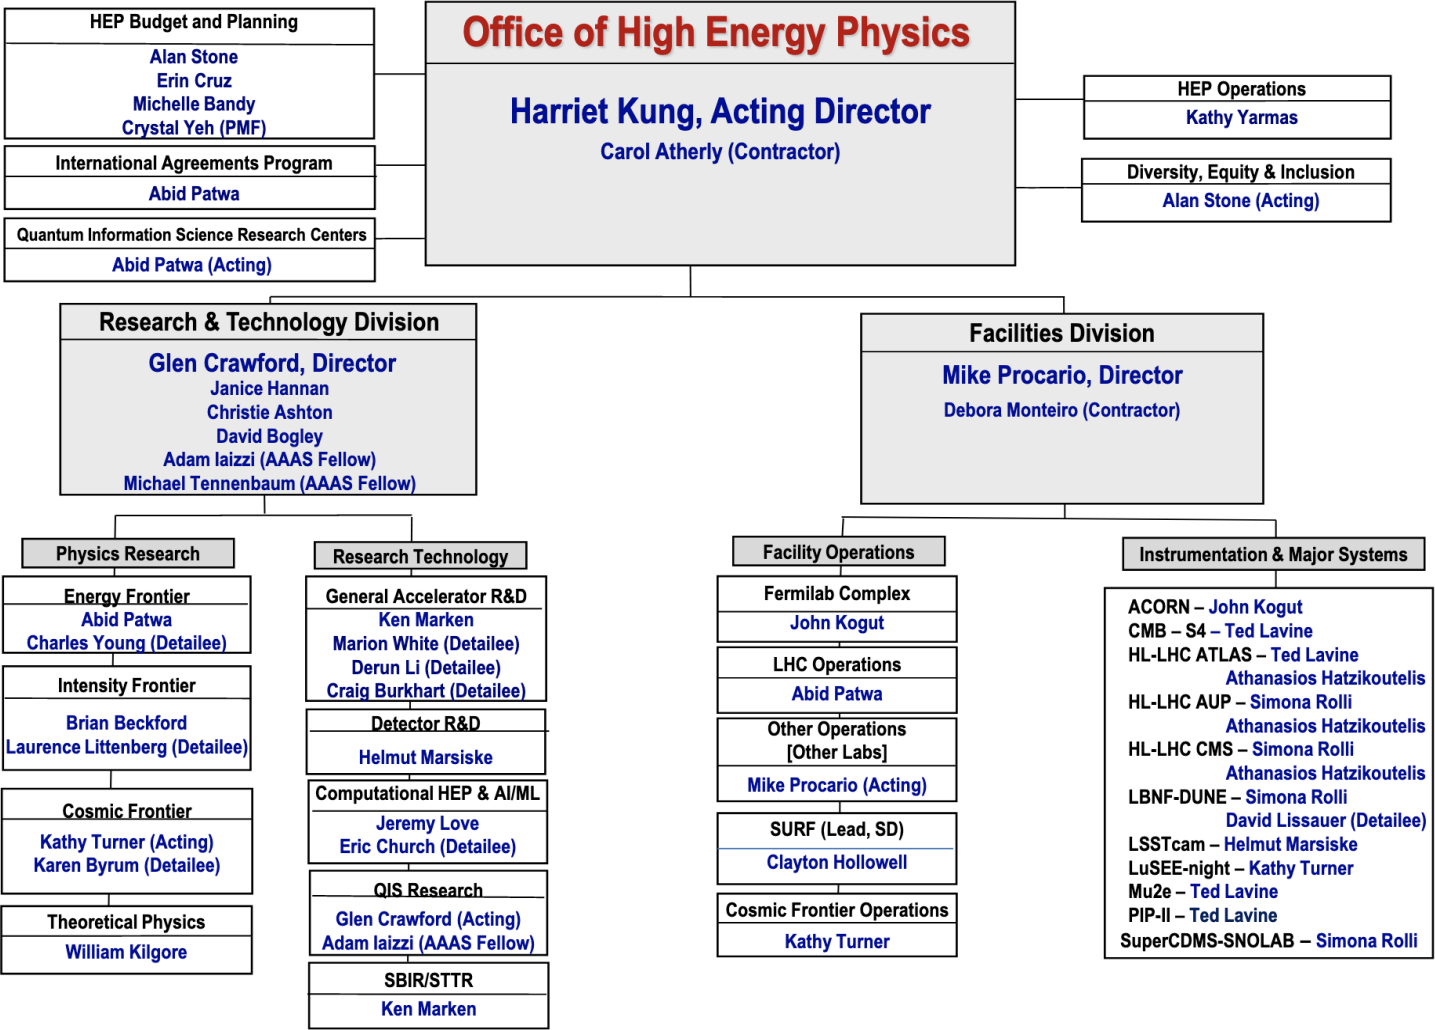 Office of High Energy Physics
Harriet Kung, Acting Director
Carol Atherly (Contractor)
HEP Budget and Planning
Alan Stone
Erin Cruz
Michelle Bandy
Crystal Yeh (PMF)
International Agreements Program
Abid Patwa
Quantum Information Science Research Centers
Abid Patwa (Acting)
HEP Operations
Kathy Yarmas
Diversity, Equity & Inclusion
Alan Stone (Acting)
Research & Technology Division
Glen Crawford, Director
Janice Hannan
Christie Ashton
David Bogley
Adam Iaizzi (AAAS Fellow)
Michael Tennenbaum (AAAS Fellow)
Facilities Division
Mike Procario, Director
Debora Monteiro (Contractor)
Physics Research
Energy Frontier
Abid Patwa
Charles Young (Detailee)
Intensity Frontier
Brian Beckford
Laurence Littenberg (Detailee)
Cosmic Frontier
Kathy Turner (Acting)
Karen Byrum (Detailee)
Theoretical Physics
William Kilgore
Research Technology
General Accelerator R&D
Ken Marken
Marion White (Detailee)
Derun Li (Detailee)
Craig Burkhart (Detailee)
Detector R&D
Helmut Marsiske
Computational HEP & AI/ML
Jeremy Love
Eric Church (Detailee)
QIS Research
Glen Crawford (Acting)
Adam Iaizzi (AAAS Fellow)
SBIR/STTR
Ken Marken
Facility Operations
Fermilab Complex
John Kogut
LHC Operations
Abid Patwa
Other Operations
[Other Labs]
Mike Procario (Acting)
SURF (Lead, SD)
Clayton Hollowell
Cosmic Frontier Operations
Kathy Turner
Instrumentation & Major Systems
ACORN – John Kogut
CMB – S4 – Ted Lavine
HL-LHC ATLAS – Ted Lavine
Athanasios Hatzikoutelis
HL-LHC AUP – Simona Rolli
Athanasios Hatzikoutelis
HL-LHC CMS – Simona Rolli
Athanasios Hatzikoutelis
LBNF-DUNE – Simona Rolli
David Lissauer (Detailee)
LSSTcam – Helmut Marsiske
LuSEE-night – Kathy Turner
Mu2e – Ted Lavine
PIP-II – Ted Lavine
SuperCDMS-SNOLAB – Simona Rolli